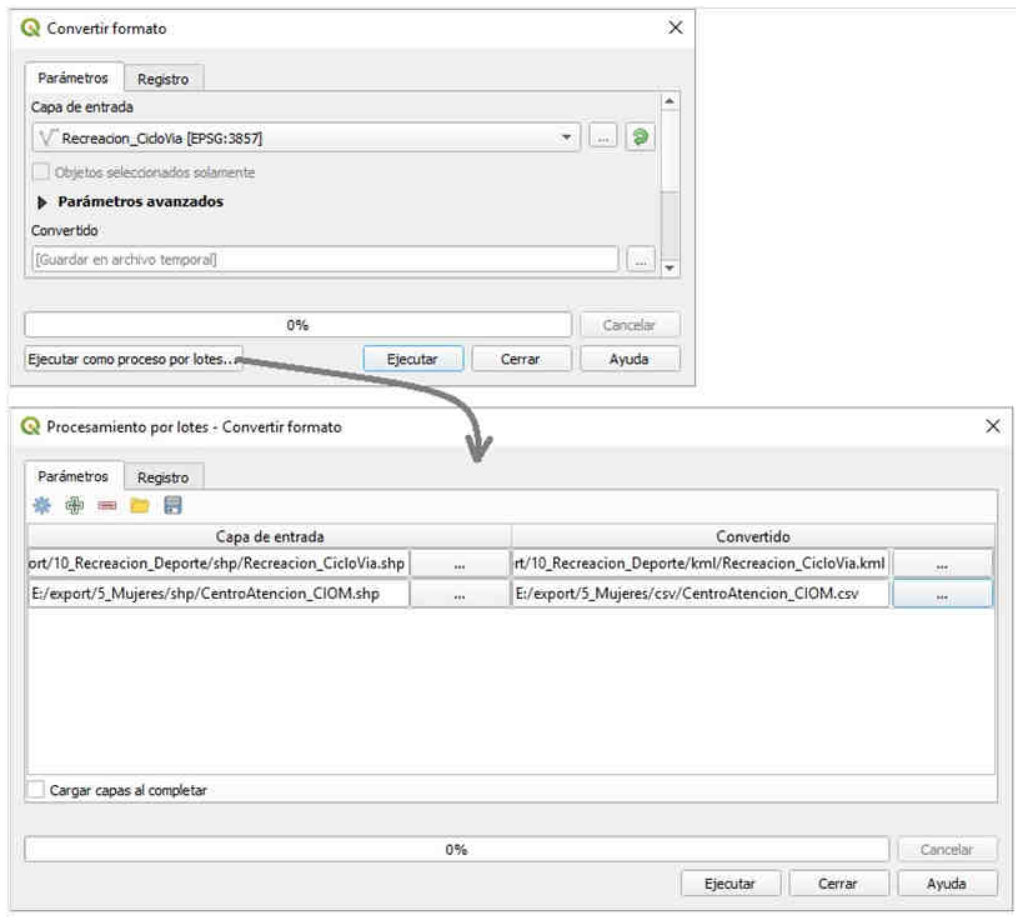 Convertir formato
Parámetros Registro
Capa de entrada
Recreacion_CicloVia [EPSG:3857]
...
Objetos seleccionados solamente
Parámetros avanzados
Convertido
[Guardar en archivo temporal] ...
0% Cancelar
Ejecutar como proceso por lotes... Ejecutar Cerrar Ayuda
Procesamiento por lotes - Convertir formato
Parámetros Registro
Capa de entrada Convertido
ort/10_Recreacion_Deporte/shp/Recreacion_CicloVia.shp ... rt/10_Recreacion_Deporte/kml/Recreacion_CicloVia.kml ...
E:/export/5_Mujeres/shp/CentroAtencion_CIOM.shp ... E:/export/5_Mujeres/csv/CentroAtencion_CIOM.csv ...
Cargar capas al completar
0% Cancelar
Ejecutar Cerrar Ayuda